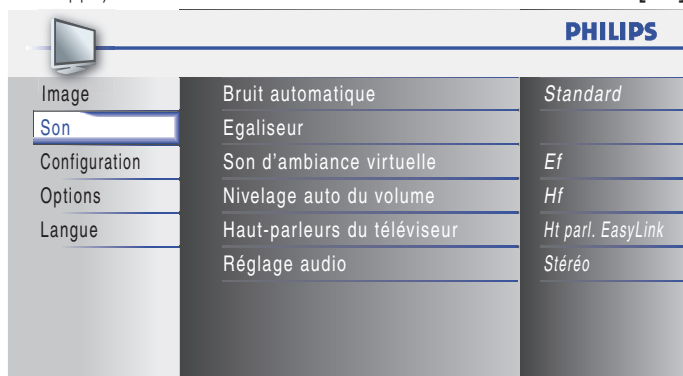 PHILIPS
Image
Bruit automatique
Standard
Son
Egaliseur
Configuration
Son d’ambiance virtuelle
Ef
Options
Nivelage auto du volume
Hf
Langue
Haut-parleurs du téléviseur
Ht parl. EasyLink
Réglage audio
Stéréo